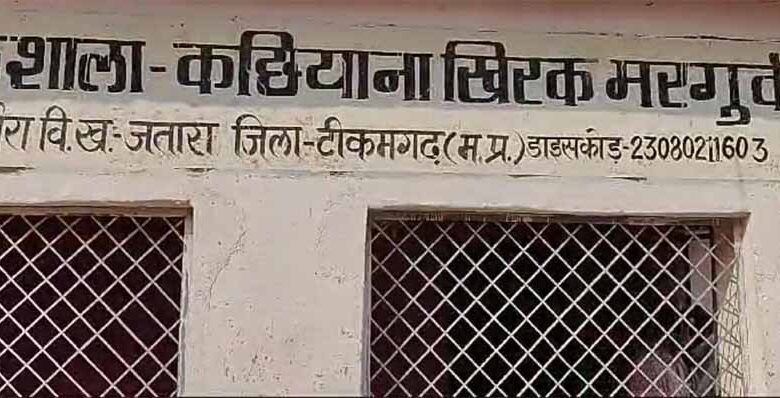 शाला - कछियाना खिरक मरगुव
रा वि.ख:- जतारा जिला-टीकमगढ़(म.प्र.) डाइसकोड़-23080211603